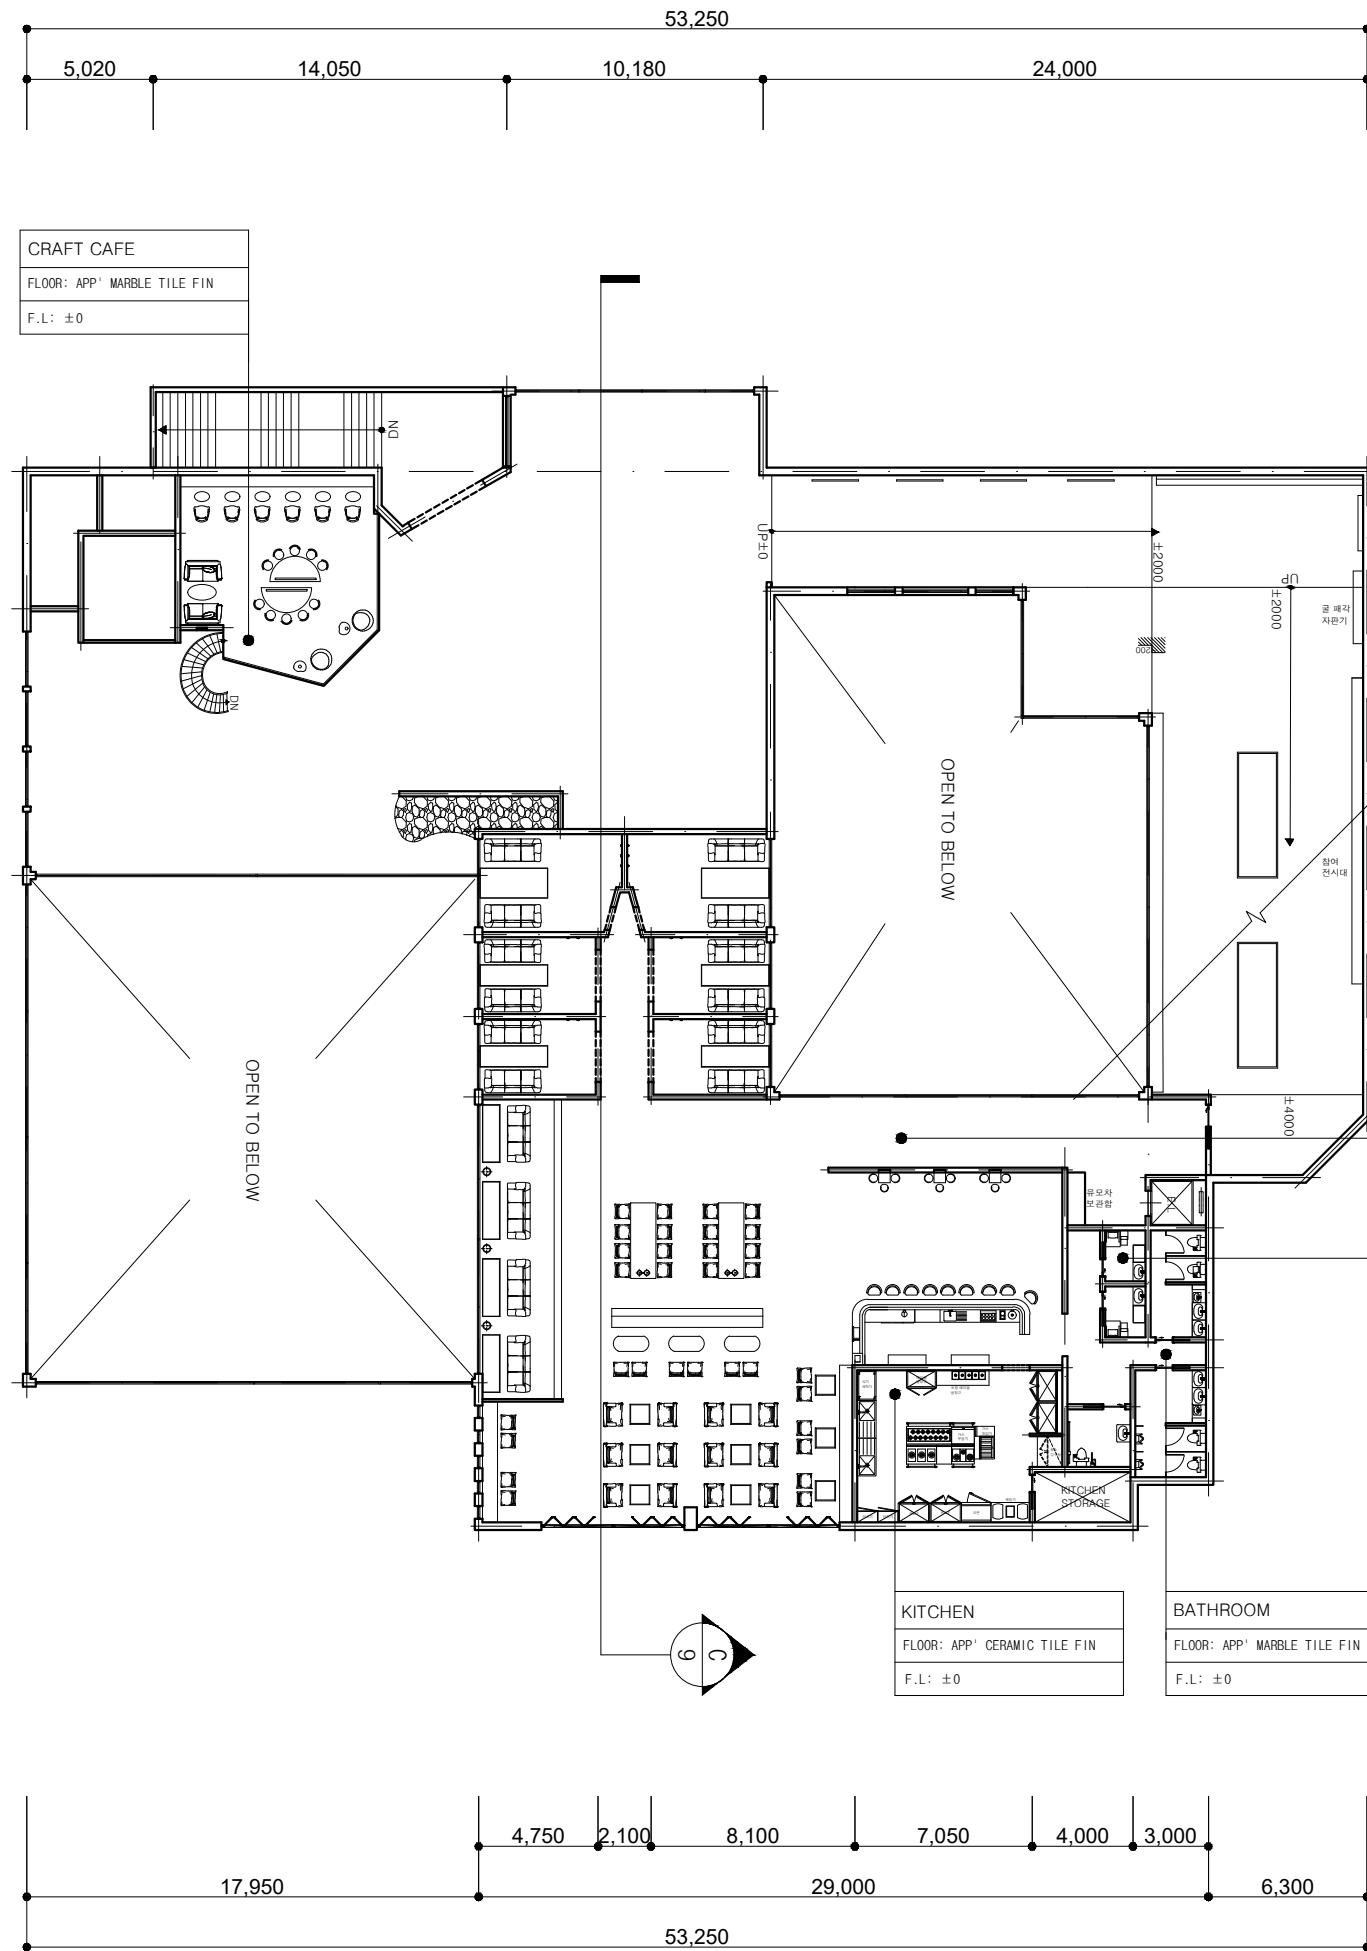 53,250
5,020
14,050
10,180
24,000
CRAFT CAFE
FLOOR: APP' MARBLE TILE FIN
F.L: ±0
DN
UP±0
±2000
UP
±2000
굴 패각
자판기
200
DN
OPEN TO BELOW
참여
전시대
OPEN TO BELOW
±4000
유모차
보관함
KITCHEN
STORAGE
KITCHEN
FLOOR: APP' CERAMIC TILE FIN
F.L: ±0
BATHROOM
FLOOR: APP' MARBLE TILE FIN
F.L: ±0
C
9
4,750
2,100
8,100
7,050
4,000
3,000
17,950
29,000
6,300
53,250